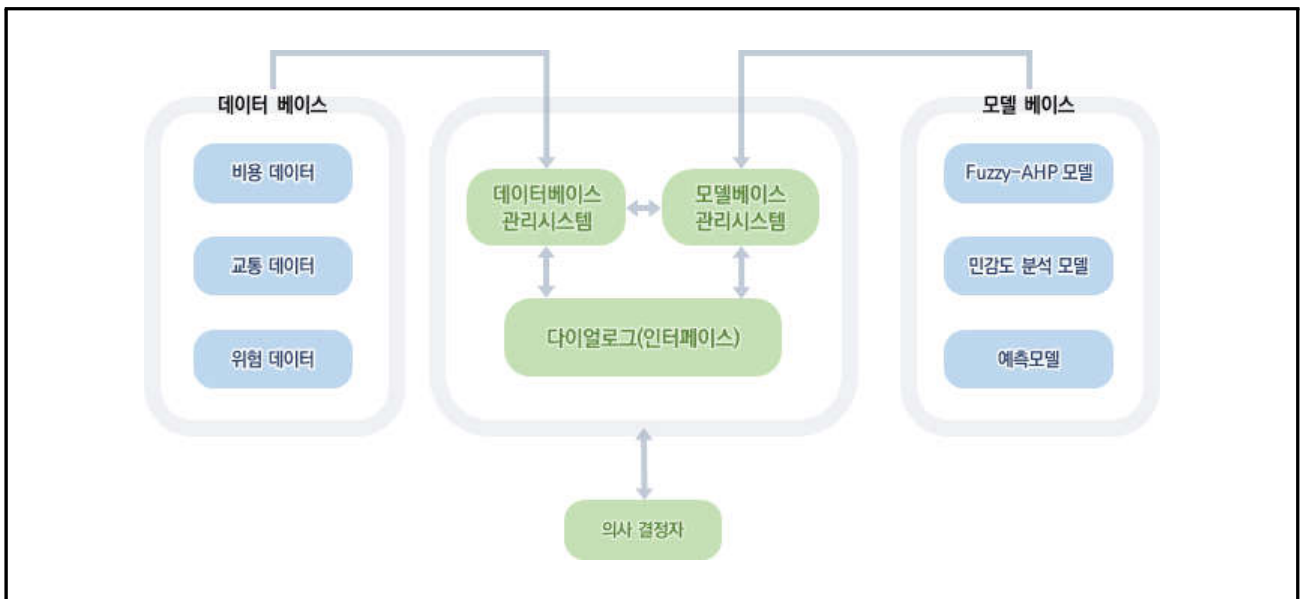 데이터 베이스
비용 데이터
교통 데이터
위험 데이터
데이터베이스
관리시스템
모델베이스
관리시스템
다이얼로그(인터페이스)
의사 결정자
모델 베이스
Fuzzy-AHP 모델
민감도 분석 모델
예측모델